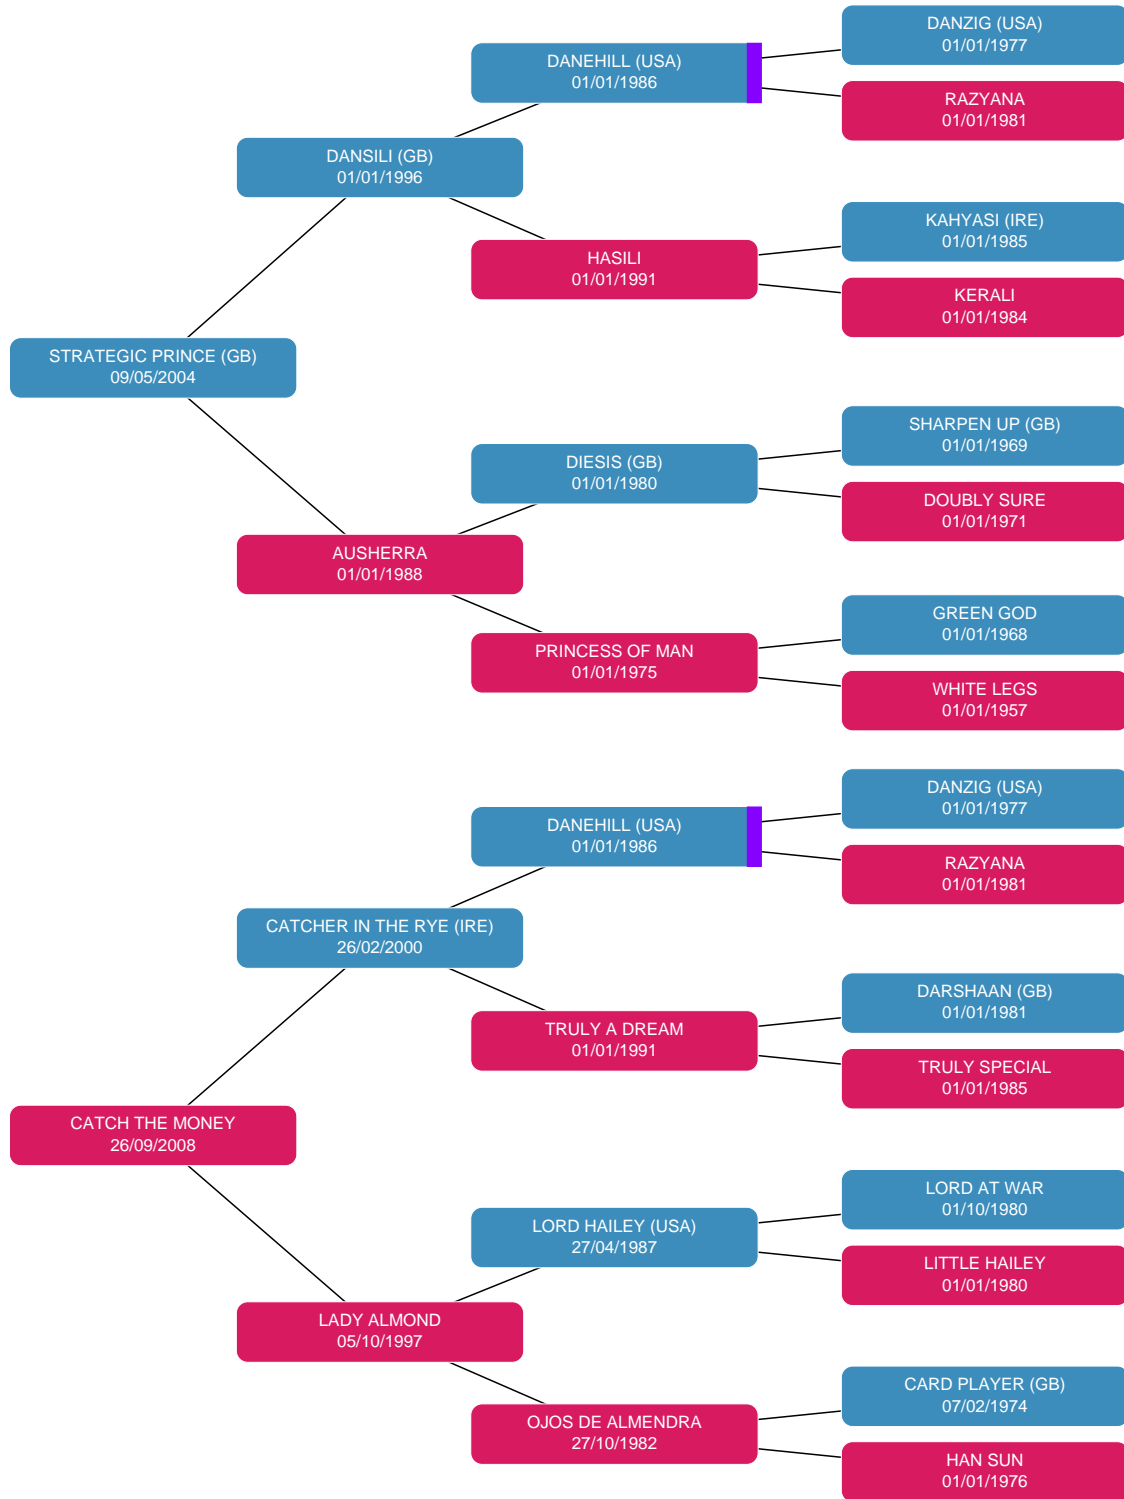 DANZIG (USA)
01/01/1977
DANEHILL (USA)
01/01/1986
RAZYANA
01/01/1981
DANSILI (GB)
01/01/1996
KAHYASI (IRE)
01/01/1985
HASILI
01/01/1991
KERALI
01/01/1984
STRATEGIC PRINCE (GB)
09/05/2004
SHARPEN UP (GB)
01/01/1969
DIESIS (GB)
01/01/1980
DOUBLY SURE
01/01/1971
AUSHERRA
01/01/1988
GREEN GOD
01/01/1968
PRINCESS OF MAN
01/01/1975
WHITE LEGS
01/01/1957
DANZIG (USA)
01/01/1977
DANEHILL (USA)
01/01/1986
RAZYANA
01/01/1981
CATCHER IN THE RYE (IRE)
26/02/2000
DARSHAAN (GB)
01/01/1981
TRULY A DREAM
01/01/1991
TRULY SPECIAL
01/01/1985
CATCH THE MONEY
26/09/2008
LORD AT WAR
01/10/1980
LORD HAILEY (USA)
27/04/1987
LITTLE HAILEY
01/01/1980
LADY ALMOND
05/10/1997
CARD PLAYER (GB)
07/02/1974
OJOS DE ALMENDRA
27/10/1982
HAN SUN
01/01/1976